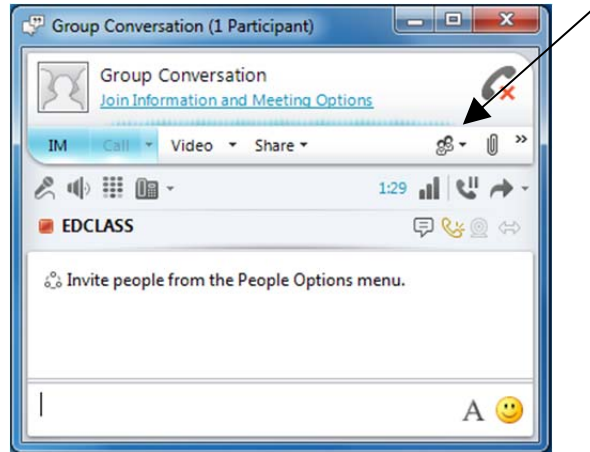 Group Conversation (1 Participant)
Group Conversation
Join Information and Meeting Options
IM Call Video Share »
1:29
EDCLASS
Invite people from the People Options menu.
A